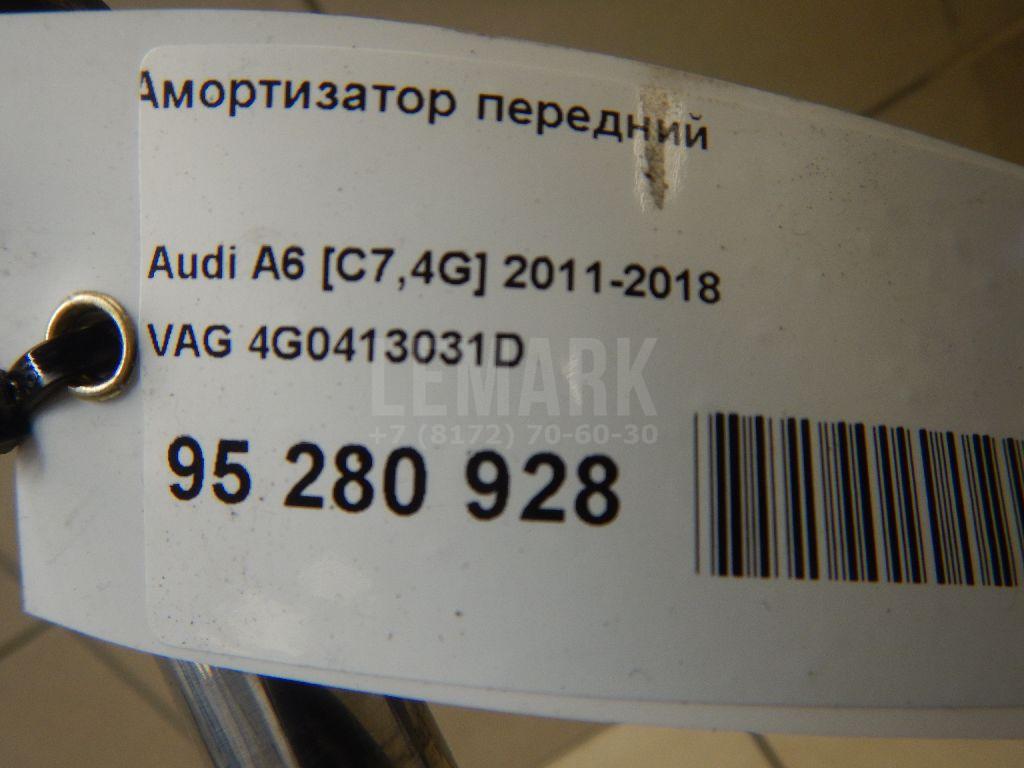 Амортизатор передний
Audi A6 [C7,4G] 2011-2018
VAG 4G0413031D
LEMARK
+7 (8172) 70-60-30
95 280 928